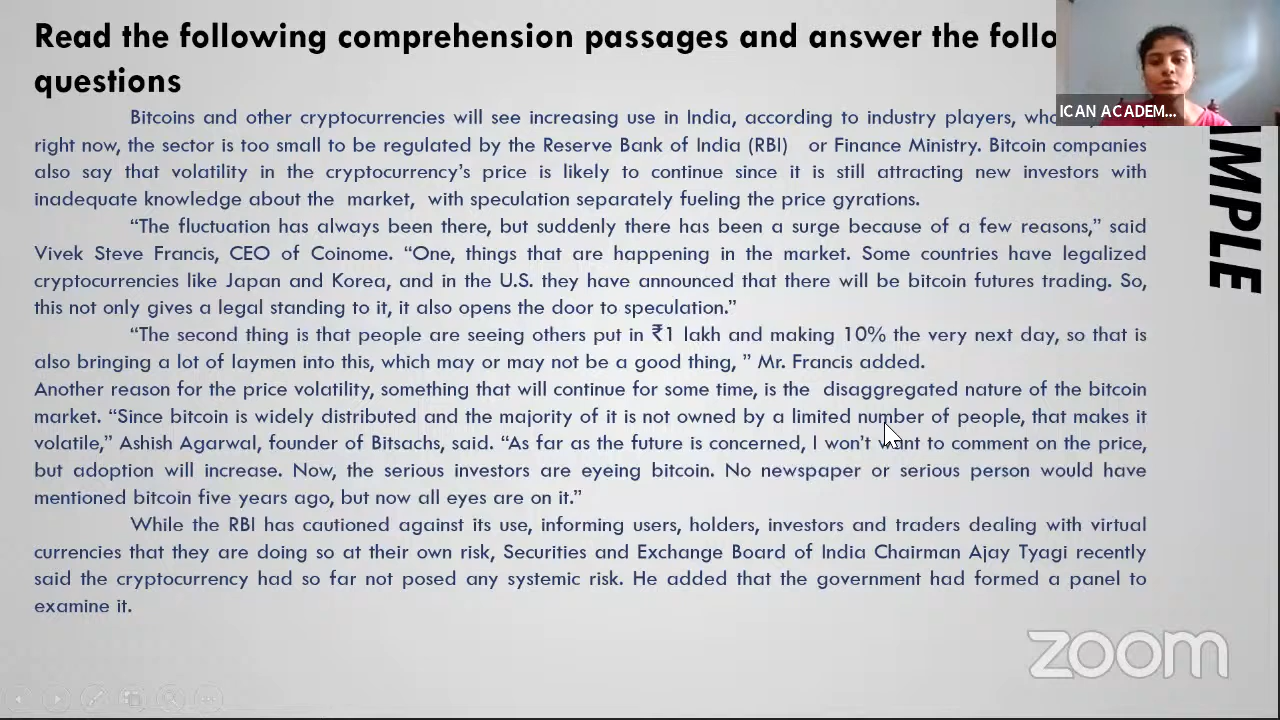 Read the following comprehension passages and answer the follo
questions
ICAN ACADEM...
Bitcoins and other cryptocurrencies will see increasing use in India, according to industry players, who
right now, the sector is too small to be regulated by the Reserve Bank of India (RBI) or Finance Ministry. Bitcoin companies
also say that volatility in the cryptocurrency's price is likely to continue since it is still attracting new investors with
inadequate knowledge about the market, with speculation separately fueling the price gyrations.
“The fluctuation has always been there, but suddenly there has been a surge because of a few reasons,” said
Vivek Steve Francis, CEO of Coinome. “One, things that are happening in the market. Some countries have legalized
cryptocurrencies like Japan and Korea, and in the U.S. they have announced that there will be bitcoin futures trading. So,
this not only gives a legal standing to it, it also opens the door to speculation.”
“The second thing is that people are seeing others put in ₹1 lakh and making 10% the very next day, so that is
also bringing a lot of laymen into this, which may or may not be a good thing, ” Mr. Francis added.
Another reason for the price volatility, something that will continue for some time, is the disaggregated nature of the bitcoin
market. “Since bitcoin is widely distributed and the majority of it is not owned by a limited number of people, that makes it
volatile,” Ashish Agarwal, founder of Bitsachs, said. “As far as the future is concerned, I won't want to comment on the price,
but adoption will increase. Now, the serious investors are eyeing bitcoin. No newspaper or serious person would have
mentioned bitcoin five years ago, but now all eyes are on it.”
While the RBI has cautioned against its use, informing users, holders, investors and traders dealing with virtual
currencies that they are doing so at their own risk, Securities and Exchange Board of India Chairman Ajay Tyagi recently
said the cryptocurrency had so far not posed any systemic risk. He added that the government had formed a panel to
examine it.
AMPLE
zoom